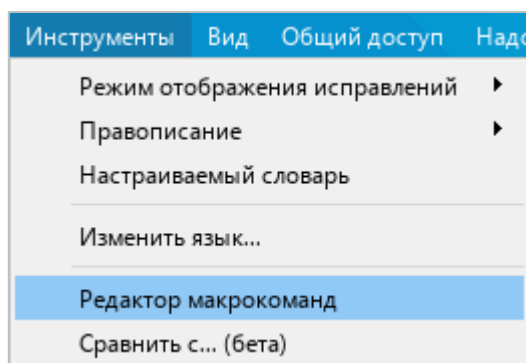 Инструменты Вид Общий доступ
Режим отображения исправлений
Правописание
Настраиваемый словарь
Изменить язык...
Редактор макрокоманд
Сравнить с... (бета)